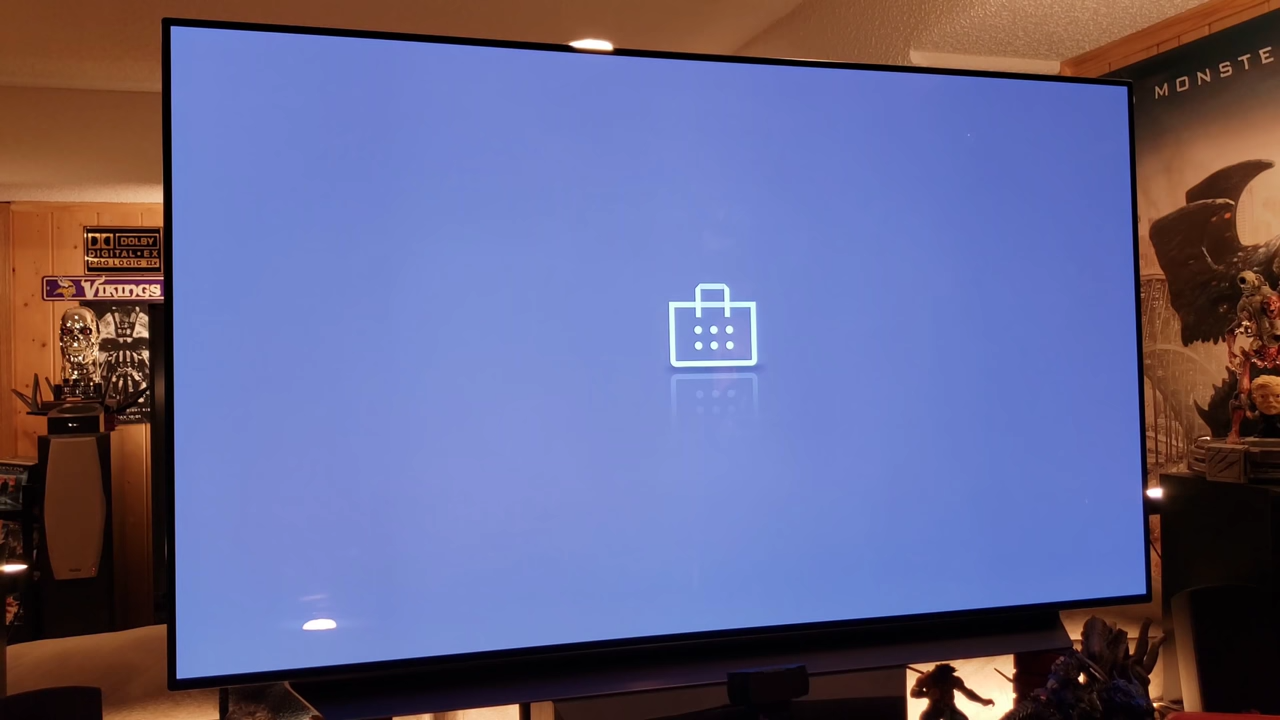 MONSTE
DOLBY
DIGITAL•EX
PRO LOGIC IIx
VIKINGS